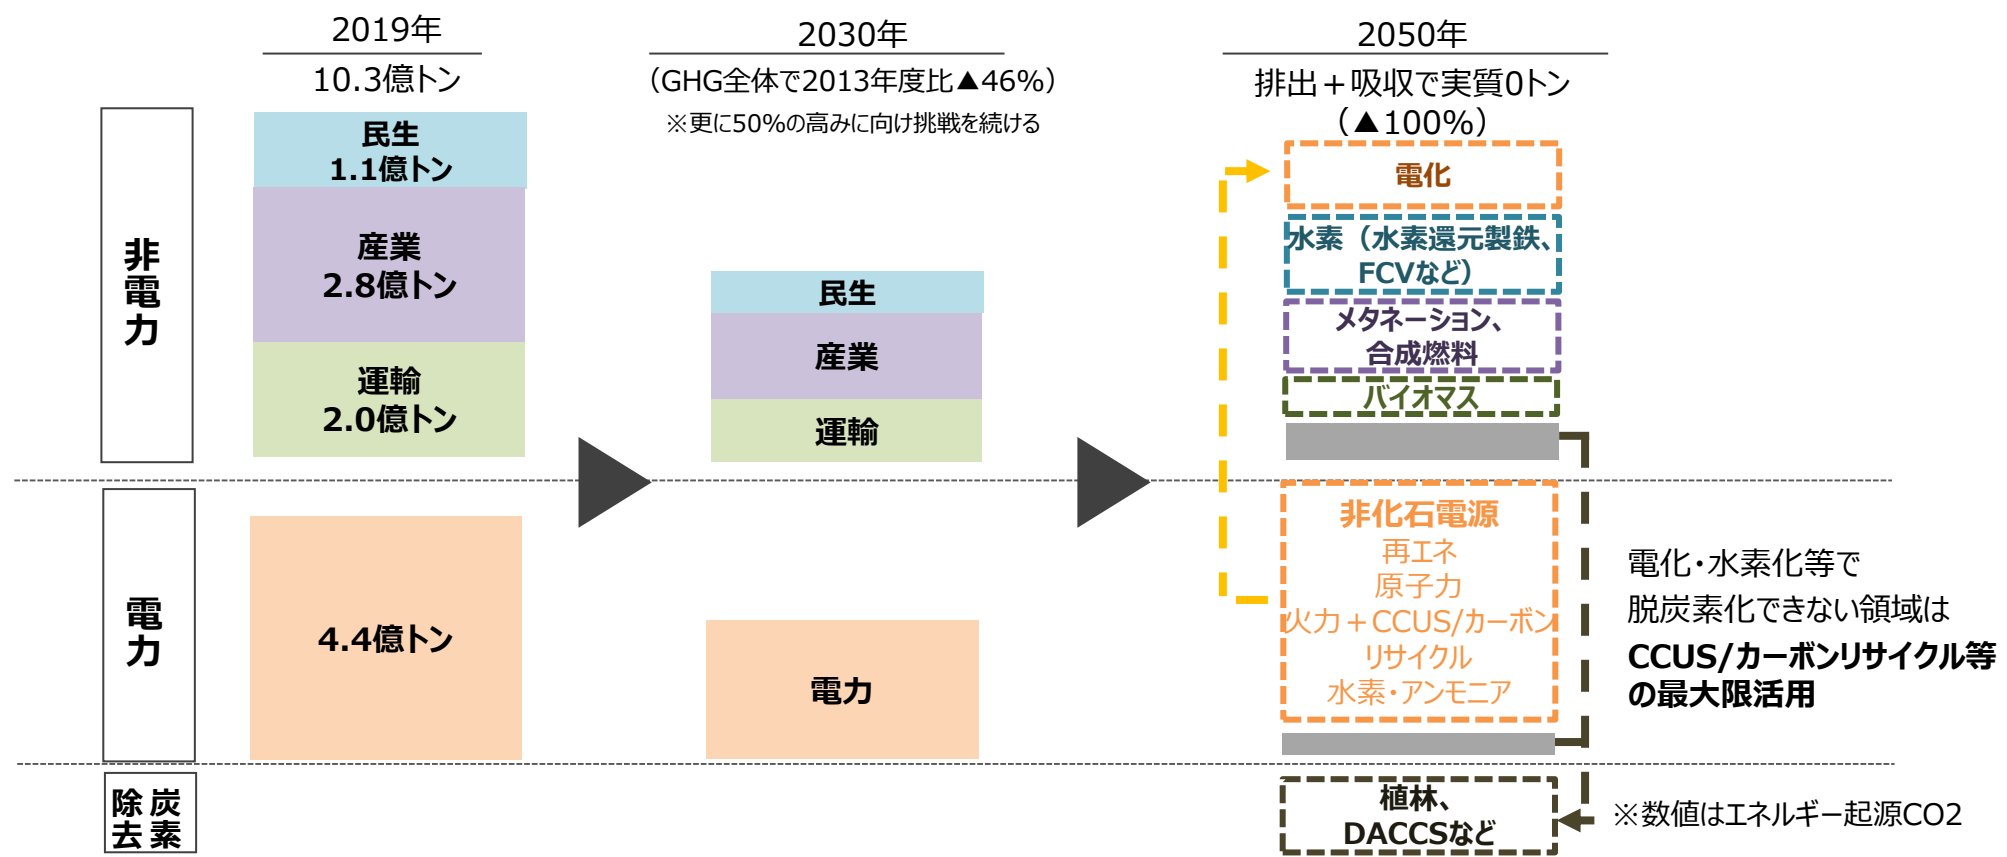 2019年
10.3億トン
2030年
（GHG全体で2013年度比▲46%）
※更に50%の高みに向け挑戦を続ける
2050年
排出＋吸収で実質0トン
（▲100%）
非電力
民生
1.1億トン
産業
2.8億トン
運輸
2.0億トン
民生
産業
運輸
電化
水素（水素還元製鉄、
FCVなど）
メタネーション、
合成燃料
バイオマス
電力
4.4億トン
電力
非化石電源
再エネ
原子力
火力＋CCUS/カーボン
リサイクル
水素・アンモニア
電化・水素化等で
脱炭素化できない領域は
CCUS/カーボンリサイクル等
の最大限活用
炭素
除去
植林、
DACCSなど
※数値はエネルギー起源CO2